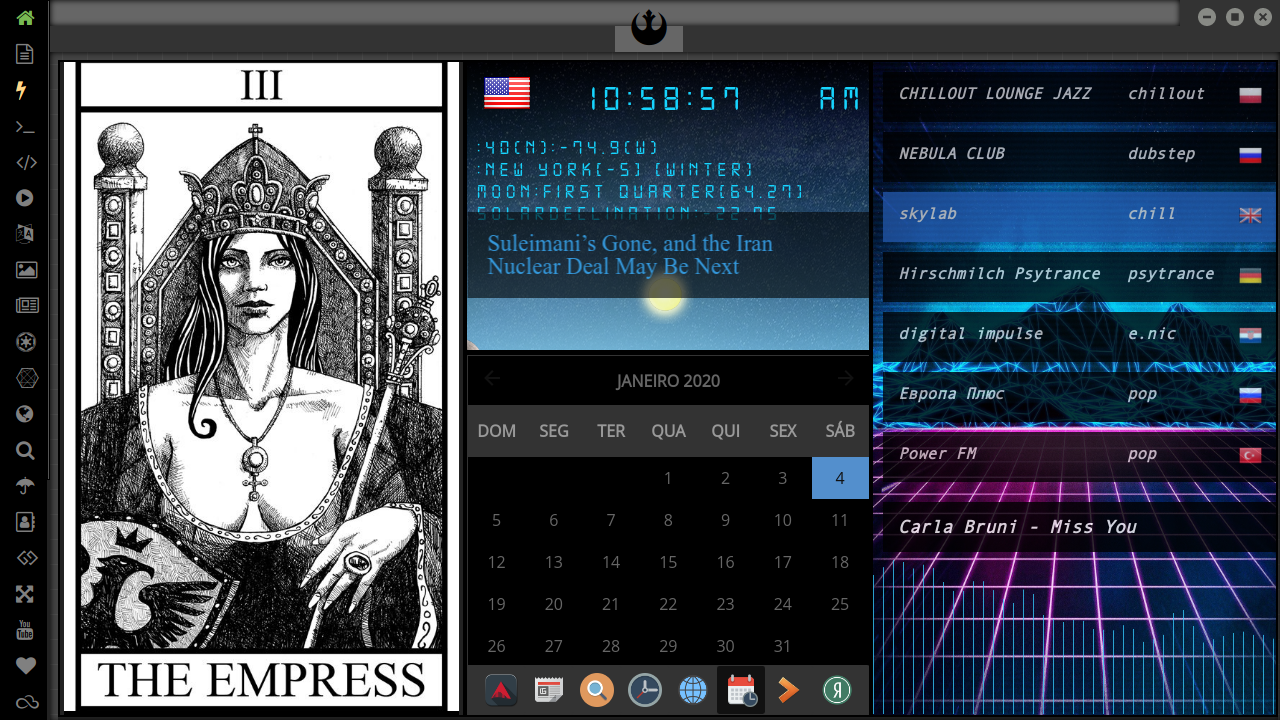 III
THE EMPRESS
10:58:57 AM
:40(N):-74.9(W)
:NEW YORK[-5] [WINTER]
MOON:FIRST QUARTER[64.27]
SOLARDECLINATION:-22.75
Suleimani’s Gone, and the Iran
Nuclear Deal May Be Next
JANEIRO 2020
DOM SEG TER QUA QUI SEX SÁB
1 2 3 4
5 6 7 8 9 10 11
12 13 14 15 16 17 18
19 20 21 22 23 24 25
26 27 28 29 30 31
Я
CHILLOUT LOUNGE JAZZ chillout
NEBULA CLUB dubstep
skylab chill
Hirschmilch Psytrance psytrance
digital impulse e.nic
Европа Плюс pop
Power FM pop
Carla Bruni - Miss You
You
Tube